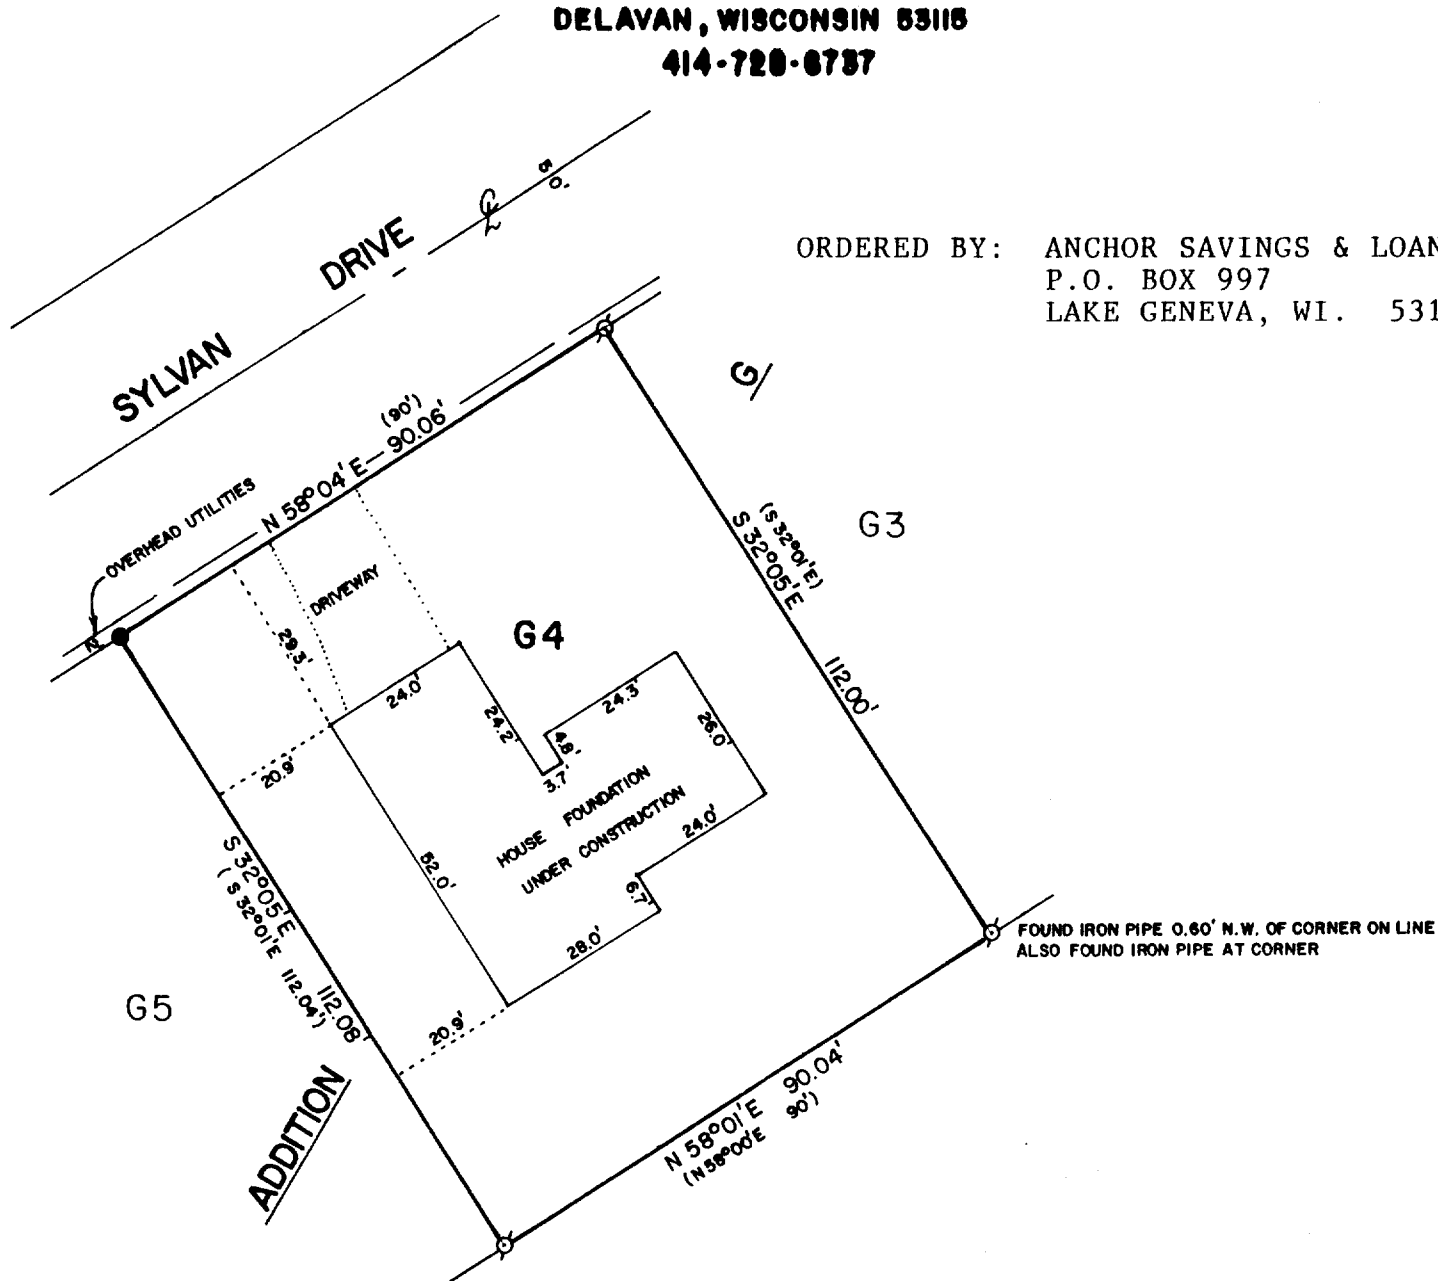 DELAVAN, WISCONSIN 53115
414-728-6737
50'
SYLVAN DRIVE
ORDERED BY: ANCHOR SAVINGS & LOAN
P.O. BOX 997
LAKE GENEVA, WI. 531
G
(90')
N 58°04'E 90.06'
OVERHEAD UTILITIES
2'
DRIVEWAY
29.3'
G4
G3
(S 32°01'E)
S 32°05'E 112.00'
24.0'
24.2'
24.3'
4.8'
3.7'
26.0'
20.9'
HOUSE FOUNDATION
UNDER CONSTRUCTION
24.0'
52.0'
6.7'
28.0'
S 32°05'E 112.08'
(S 32°01'E 112.04')
G5
20.9'
FOUND IRON PIPE 0.60' N.W. OF CORNER ON LINE
ALSO FOUND IRON PIPE AT CORNER
ADDITION
N 58°01'E 90.04'
(N 58°00'E 90')